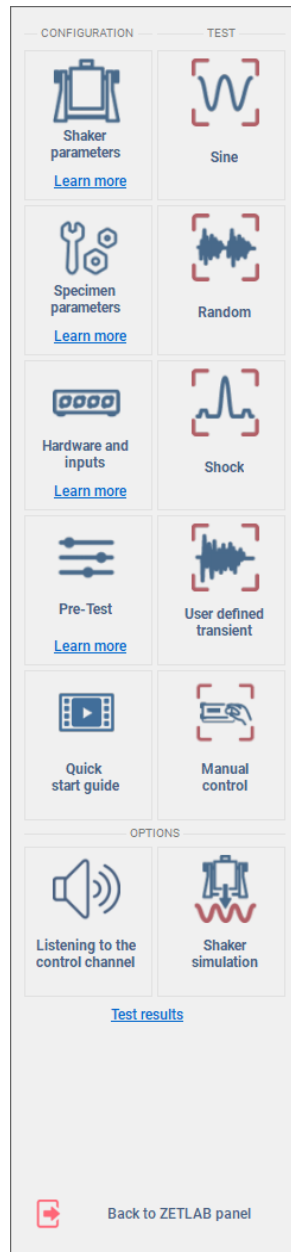 CONFIGURATION
TEST
Shaker
parameters
Learn more
Sine
Specimen
parameters
Learn more
Random
Hardware and
inputs
Learn more
Shock
Pre-Test
Learn more
User defined
transient
Quick
start guide
Manual
control
OPTIONS
Listening to the
control channel
Shaker
simulation
Test results
Back to ZETLAB panel